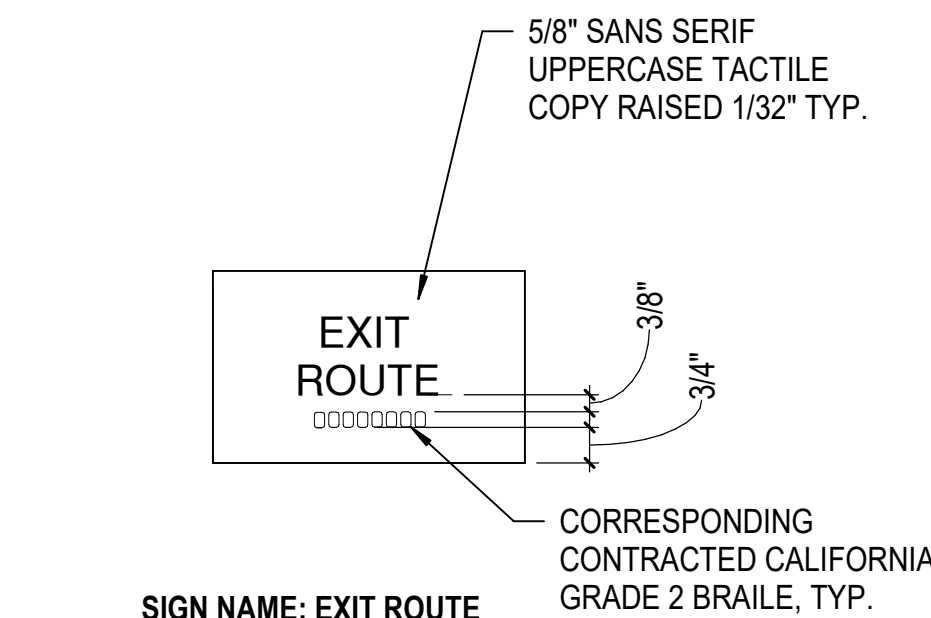 5/8" SANS SERIF
UPPERCASE TACTILE
COPY RAISED 1/32" TYP.
EXIT
ROUTE
3/8"
3/4"
CORRESPONDING
CONTRACTED CALIFORNIA
GRADE 2 BRAILE, TYP.
SIGN NAME: EXIT ROUTE